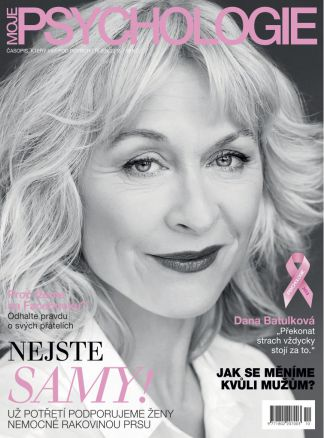 MOJE
PSYCHOLOGIE
Dana Batulková
„Překonat
strach vždycky
stojí za to.“
Odhalte pravdu
o svých přátelích
NEJSTE
SAMY!
UŽ POTŘETÍ PODPORUJEME ŽENY
NEMOCNÉ RAKOVINOU PRSU
JAK SE MĚNÍME
KVŮLI MUŽŮM?